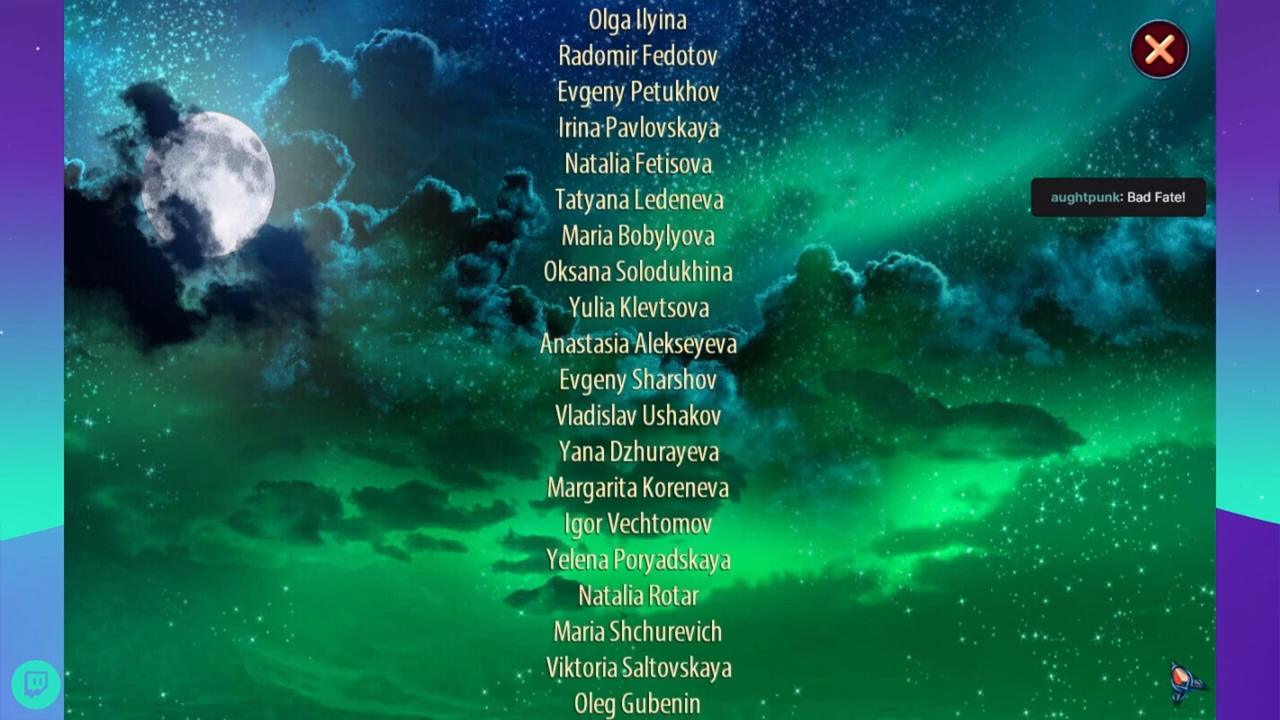 Olga Ilyina
Radomir Fedotov
Evgeny Petukhov
Irina Pavlovskaya
Natalia Fetisova
aughtpunk: Bad Fate!
Tatyana Ledeneva
Maria Bobylyova
Oksana Solodukhina
Yulia Klevtsova
Anastasia Alekseyeva
Evgeny Sharshov
Vladislav Ushakov
Yana Dzhurayeva
Margarita Koreneva
Igor Vechtomov
Yelena Poryadskaya
Natalia Rotar
Maria Shchurevich
Viktoria Saltovskaya
Oleg Gubenin